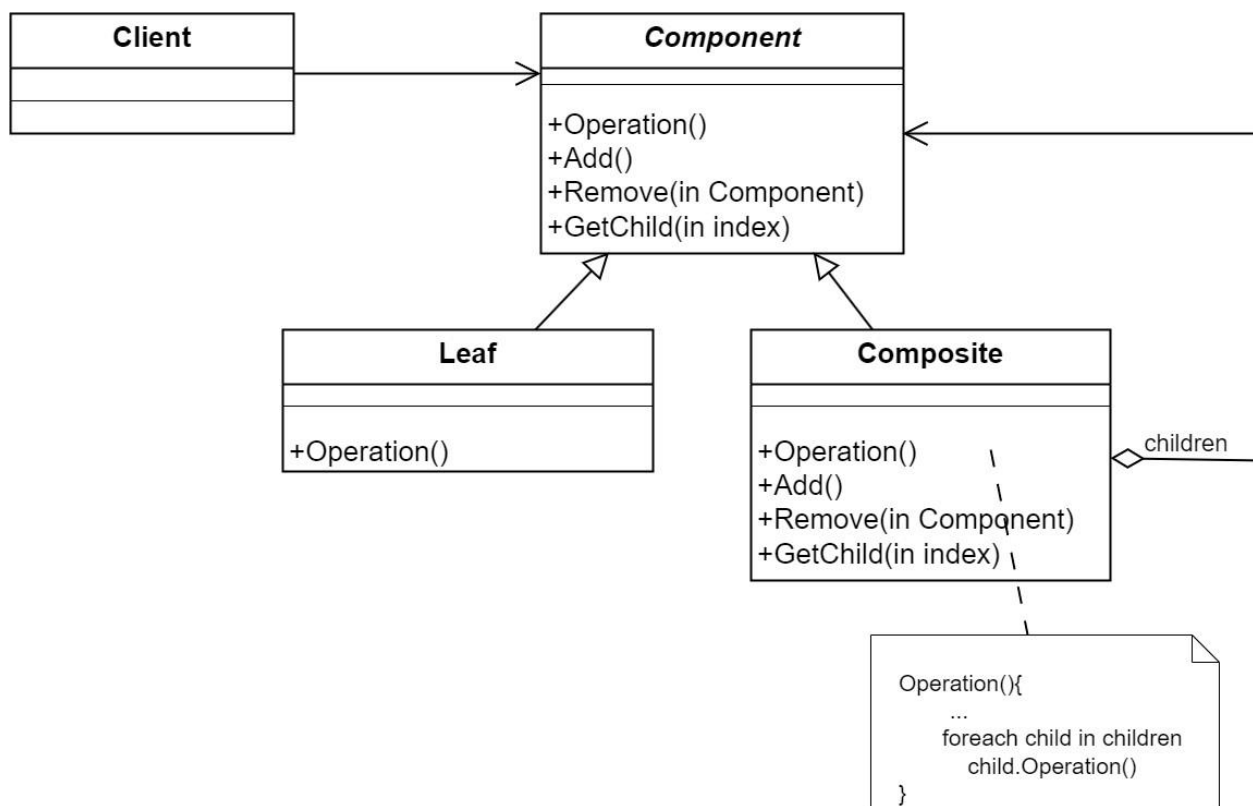 Client
Component
+Operation()
+Add()
+Remove(in Component)
+GetChild(in index)
Leaf
+Operation()
Composite
+Operation()
+Add()
+Remove(in Component)
+GetChild(in index)
children
Operation(){
...
foreach child in children
child.Operation()
}